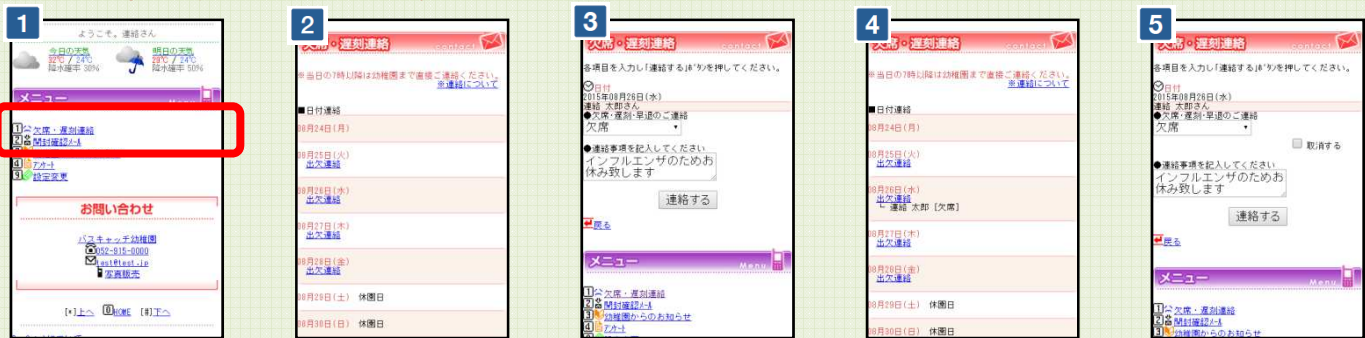 1
ようこそ。連絡さん
今日の天気
32℃ / 24℃
降水確率 30%
明日の天気
29℃ / 24℃
降水確率 50%
メニュー
Menu
1 欠席・遅刻連絡
2 開封確認ﾒｰﾙ
4 ｱﾝｹｰﾄ
9 設定変更
お問い合わせ
バスキャッチ幼稚園
052-915-0000
test@test.jp
写真販売
[*]上へ 0HOME [#]下へ
2
欠席・遅刻連絡
contact
※当日の7時以降は幼稚園まで直接ご連絡ください。
※連絡について
■日付連絡
08月24日(月)
08月25日(火)
出欠連絡
08月26日(水)
出欠連絡
08月27日(木)
出欠連絡
08月28日(金)
出欠連絡
08月29日(土) 休園日
08月30日(日) 休園日
3
欠席・遅刻連絡
contact
各項目を入力し「連絡する」ﾎﾞﾀﾝを押してください。
日付
2015年08月26日(水)
連絡 太郎さん
●欠席・遅刻・早退のご連絡
欠席
●連絡事項を記入してください
インフルエンザのためお
休み致します
連絡する
戻る
メニュー
Menu
1 欠席・遅刻連絡
2 開封確認ﾒｰﾙ
3 幼稚園からのお知らせ
4 ｱﾝｹｰﾄ
4
欠席・遅刻連絡
contact
※当日の7時以降は幼稚園まで直接ご連絡ください。
※連絡について
■日付連絡
08月24日(月)
08月25日(火)
出欠連絡
08月26日(水)
出欠連絡
└ 連絡 太郎 [欠席]
08月27日(木)
出欠連絡
08月28日(金)
出欠連絡
08月29日(土) 休園日
08月30日(日) 休園日
5
欠席・遅刻連絡
contact
各項目を入力し「連絡する」ﾎﾞﾀﾝを押してください。
日付
2015年08月26日(水)
連絡 太郎さん
●欠席・遅刻・早退のご連絡
欠席
取消する
●連絡事項を記入してください
インフルエンザのためお
休み致します
連絡する
戻る
メニュー
Menu
1 欠席・遅刻連絡
2 開封確認ﾒｰﾙ
3 幼稚園からのお知らせ